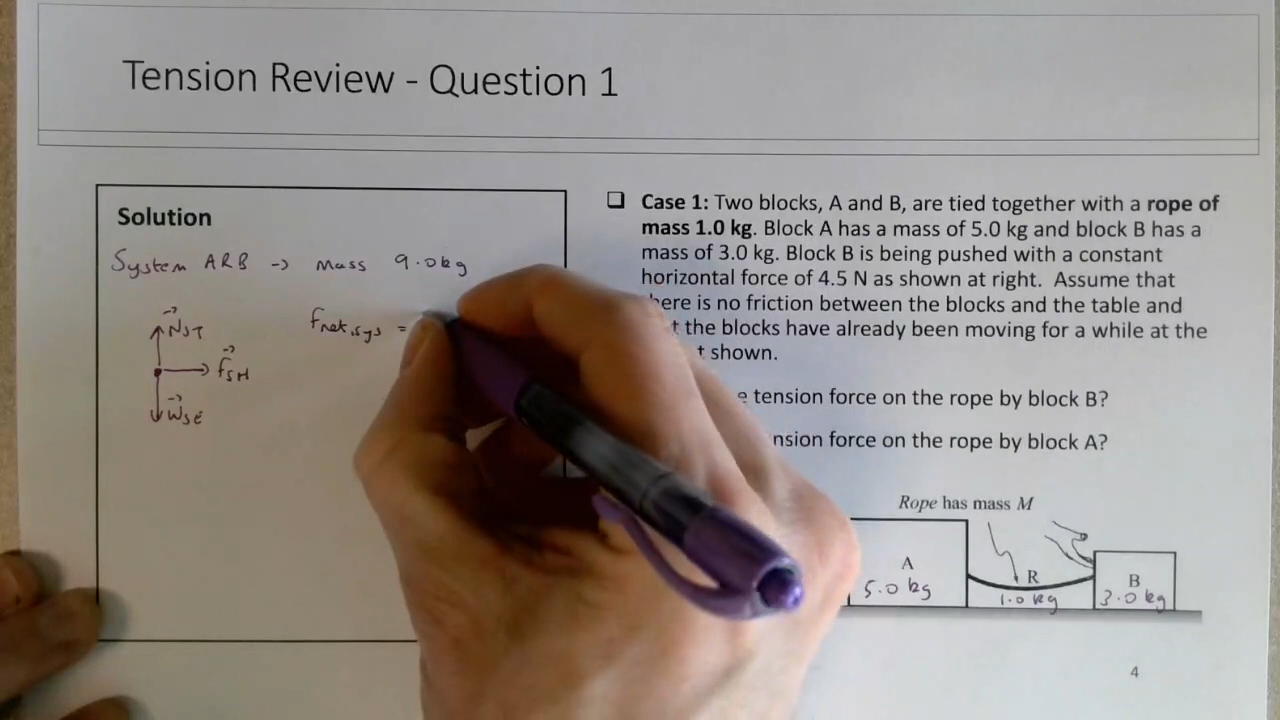 Tension Review - Question 1
Solution
System ARB -> mass 9.0kg
N ST
F SH
W SE
Fnet,sys =
Case 1: Two blocks, A and B, are tied together with a rope of
mass 1.0 kg. Block A has a mass of 5.0 kg and block B has a
mass of 3.0 kg. Block B is being pushed with a constant
horizontal force of 4.5 N as shown at right. Assume that
there is no friction between the blocks and the table and
the blocks have already been moving for a while at the
shown.
tension force on the rope by block B?
force on the rope by block A?
Rope has mass M
A
5.0 kg
R
1.0 kg
B
3.0 kg
4